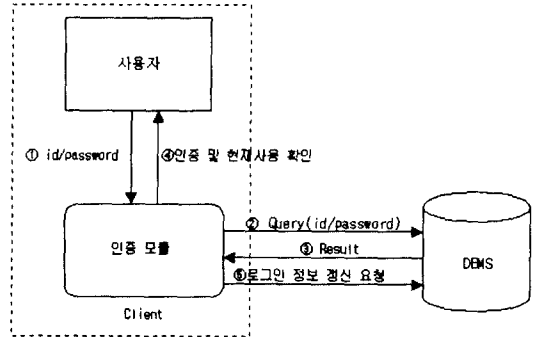 사용자
① id/password
④인증 및 현재사용 확인
인증 모듈
② Query(id/password)
③ Result
⑤로그인 정보 갱신 요청
DBMS
Client